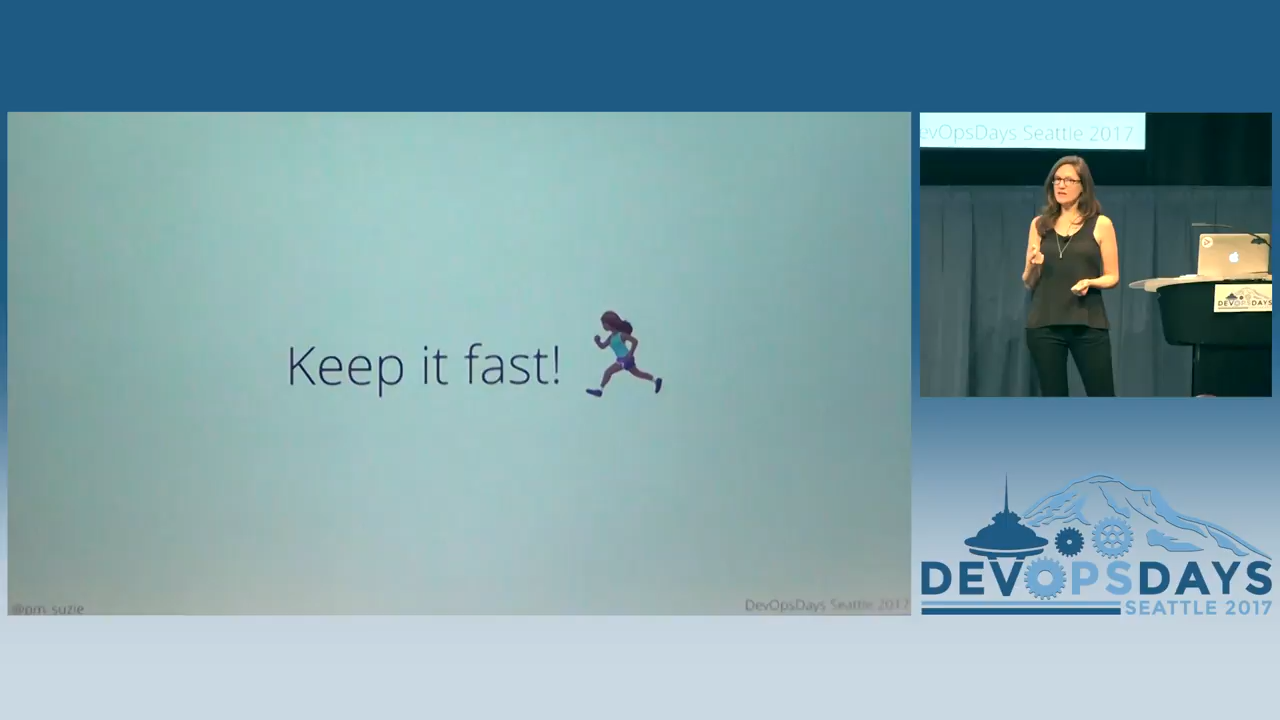 Keep it fast!
@pm_suzie
DevOpsDays Seattle 2017
evOpsDays Seattle 2017
DEVOPSDAYS
DEVOPSDAYS
SEATTLE 2017